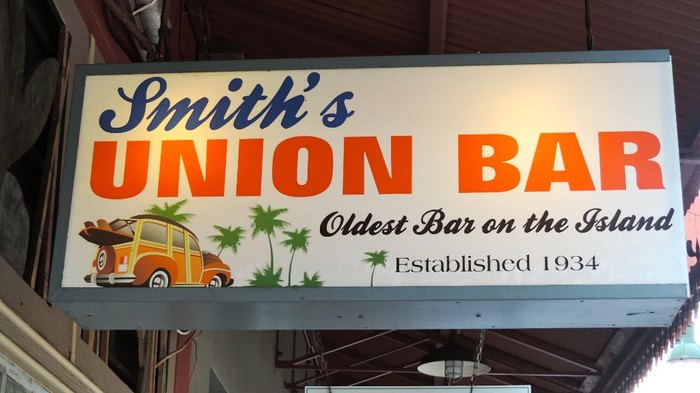 Smith's
UNION BAR
Oldest Bar on the Island
Established 1934